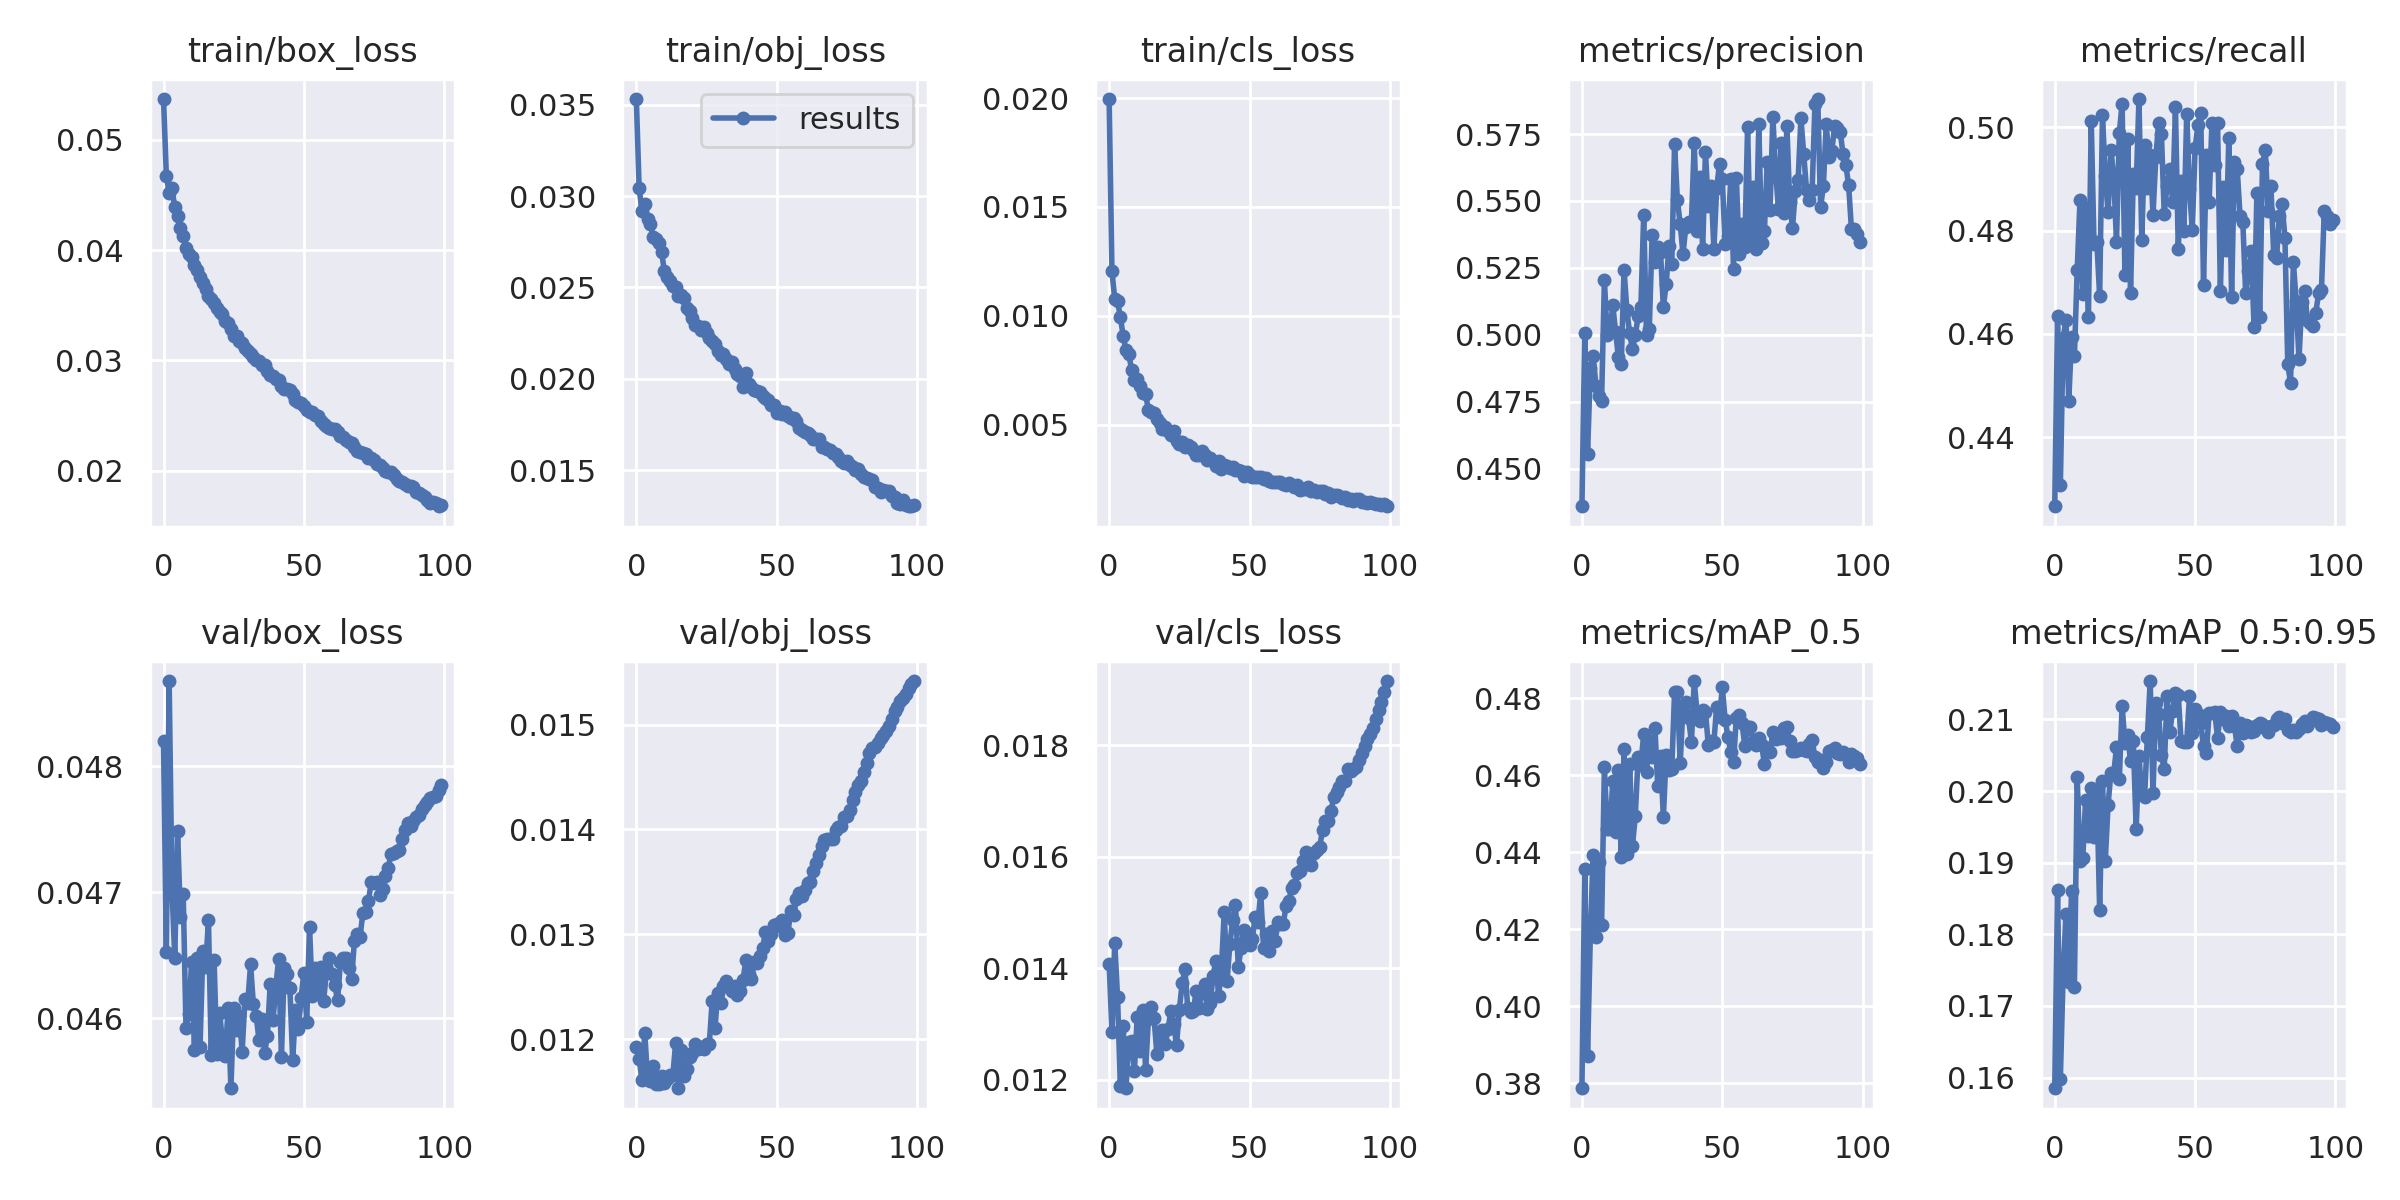 train/box_loss
0.05
0.04
0.03
0.02
0 50 100
train/obj_loss
results
0.035
0.030
0.025
0.020
0.015
0 50 100
train/cls_loss
0.020
0.015
0.010
0.005
0 50 100
metrics/precision
0.575
0.550
0.525
0.500
0.475
0.450
0 50 100
metrics/recall
0.50
0.48
0.46
0.44
0 50 100
val/box_loss
0.048
0.047
0.046
0 50 100
val/obj_loss
0.015
0.014
0.013
0.012
0 50 100
val/cls_loss
0.018
0.016
0.014
0.012
0 50 100
metrics/mAP_0.5
0.48
0.46
0.44
0.42
0.40
0.38
0 50 100
metrics/mAP_0.5:0.95
0.21
0.20
0.19
0.18
0.17
0.16
0 50 100